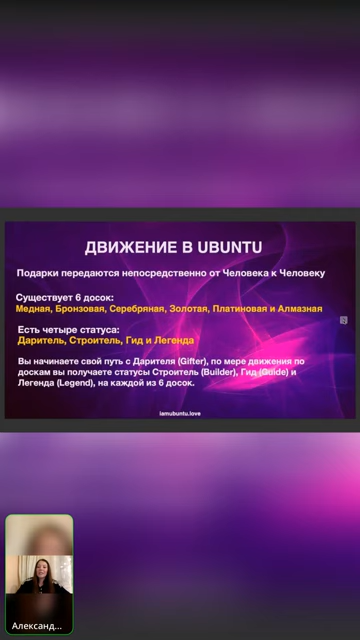 ДВИЖЕНИЕ В UBUNTU
Подарки передаются непосредственно от Человека к Человеку
Существует 6 досок:
Медная, Бронзовая, Серебряная, Золотая, Платиновая и Алмазная
Есть четыре статуса:
Даритель, Строитель, Гид и Легенда
Вы начинаете свой путь с Дарителя (Gifter), по мере движения по
доскам вы получаете статусы Строитель (Builder), Гид (Guide) и
Легенда (Legend), на каждой из 6 досок.
iamubuntu.love
Александ...